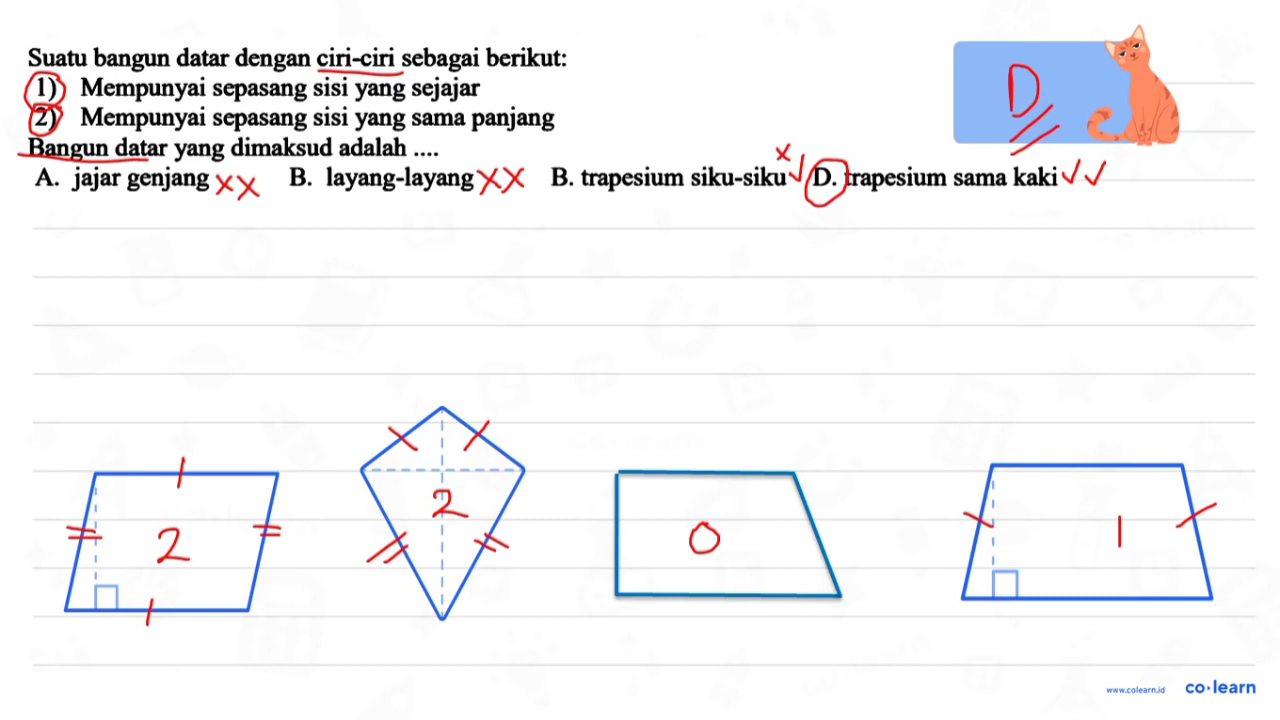 Suatu bangun datar dengan ciri-ciri sebagai berikut:
1) Mempunyai sepasang sisi yang sejajar
2) Mempunyai sepasang sisi yang sama panjang
Bangun datar yang dimaksud adalah ....
A. jajar genjang XX B. layang-layang XX B. trapesium siku-siku X✓ D. trapesium sama kaki ✓✓
D
2
2
0
1
www.colearn.id co·learn